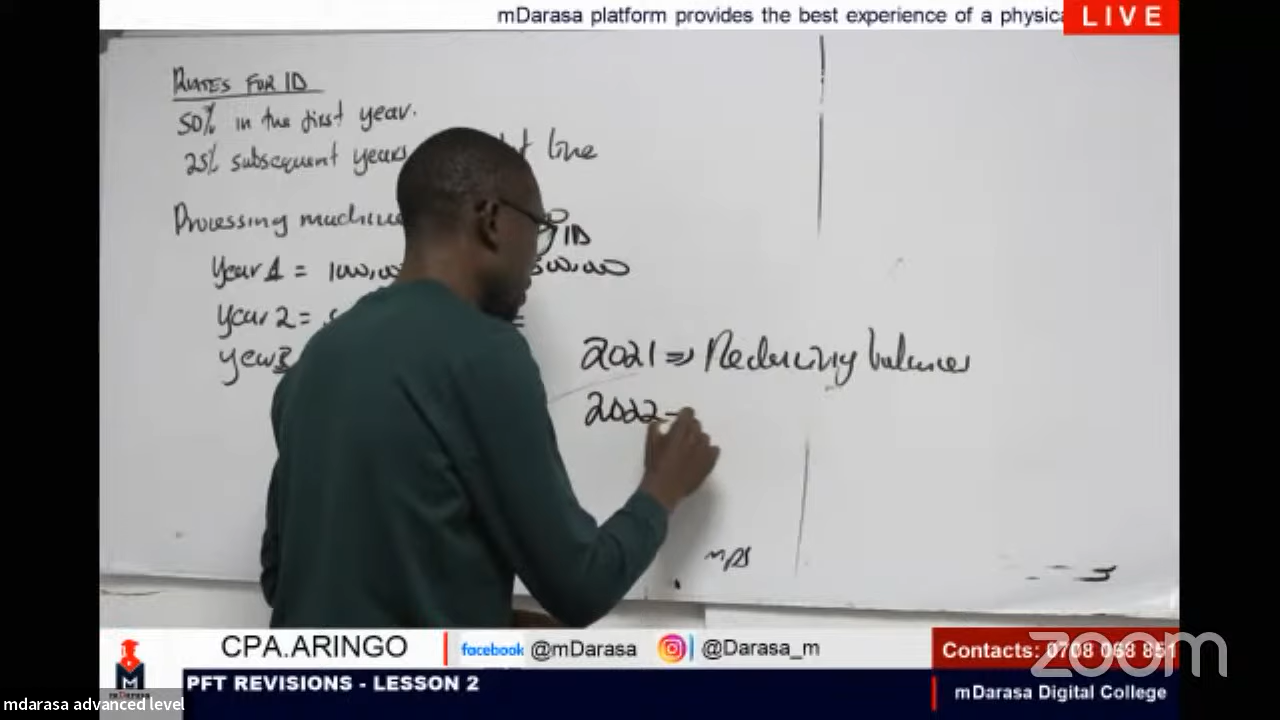 mDarasa platform provides the best experience of a physica
LIVE
RATES FOR ID
50% in the first year.
25% subsequent years line
Processing machine
ID
Year 1 = 100,00 500,000
Year 2 =
year 3
2021 => Reducing balance
2022 -
CPA.ARINGO
facebook @mDarasa
@Darasa_m
Contacts: 0708 068 851
zoom
PFT REVISIONS - LESSON 2
mDarasa Digital College
mdarasa advanced level